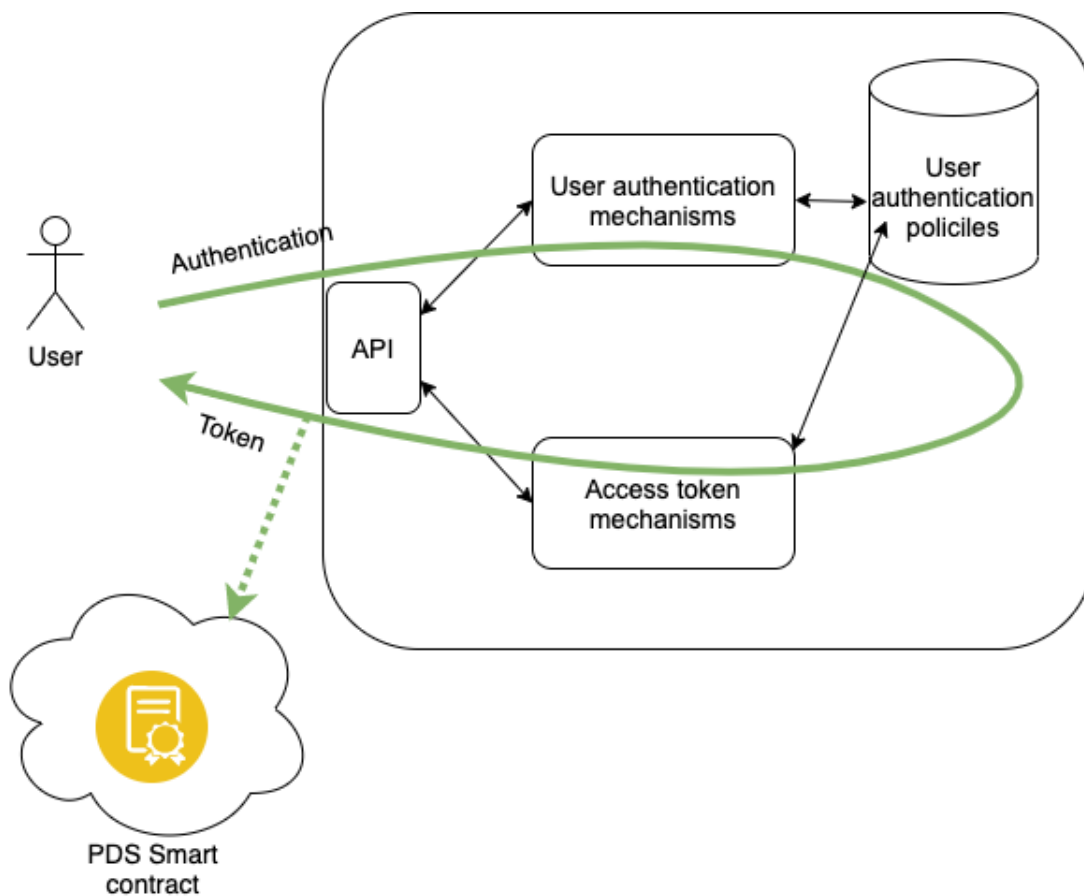 User authentication
mechanisms
User
authentication
policiles
Authentication
API
User
Token
Access token
mechanisms
PDS Smart
contract